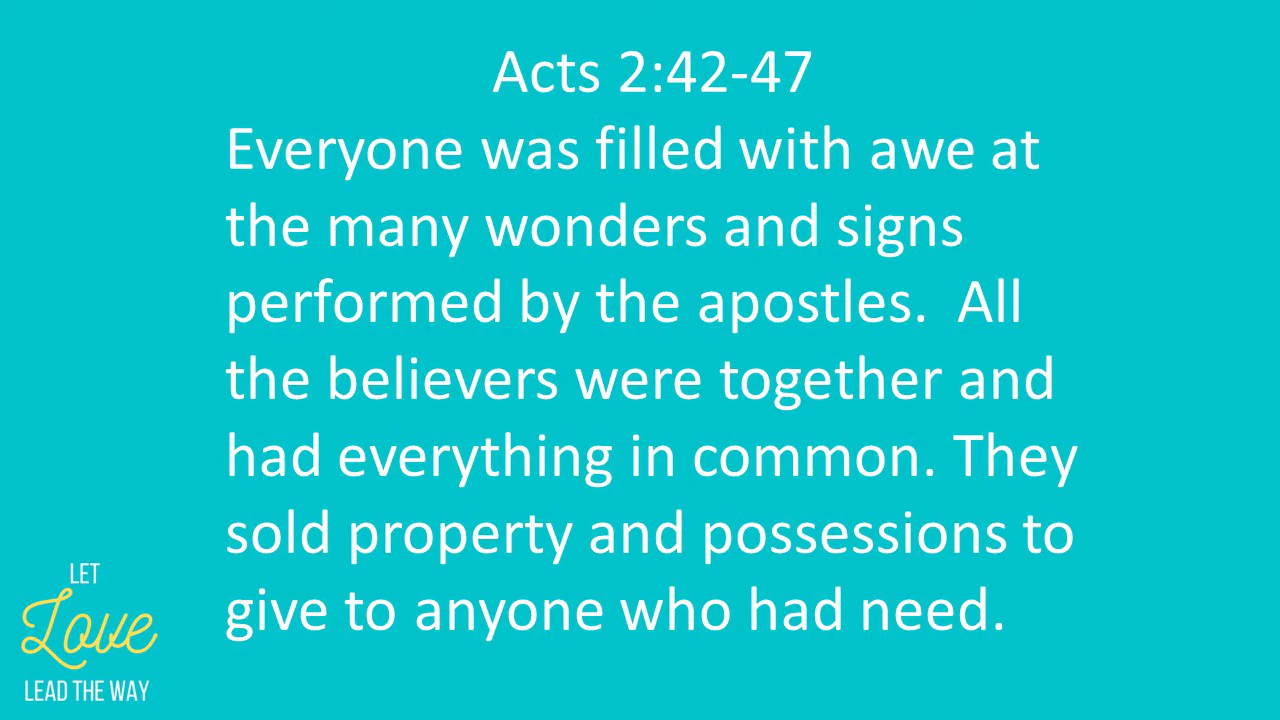 Acts 2:42-47
Everyone was filled with awe at
the many wonders and signs
performed by the apostles.  All
the believers were together and
had everything in common. They
sold property and possessions to
give to anyone who had need.
LET
Love
LEAD THE WAY